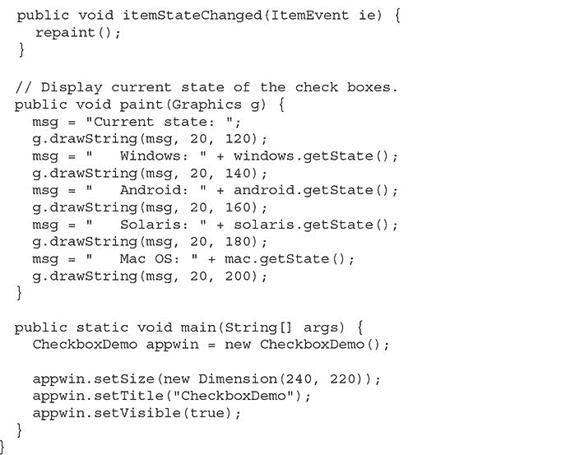 public void itemStateChanged(ItemEvent ie) {
    repaint();
  }

  // Display current state of the check boxes.
  public void paint(Graphics g) {
    msg = "Current state: ";
    g.drawString(msg, 20, 120);
    msg = "   Windows: " + windows.getState();
    g.drawString(msg, 20, 140);
    msg = "   Android: " + android.getState();
    g.drawString(msg, 20, 160);
    msg = "   Solaris: " + solaris.getState();
    g.drawString(msg, 20, 180);
    msg = "   Mac OS: " + mac.getState();
    g.drawString(msg, 20, 200);
  }

  public static void main(String[] args) {
    CheckboxDemo appwin = new CheckboxDemo();

    appwin.setSize(new Dimension(240, 220));
    appwin.setTitle("CheckboxDemo");
    appwin.setVisible(true);
  }
}